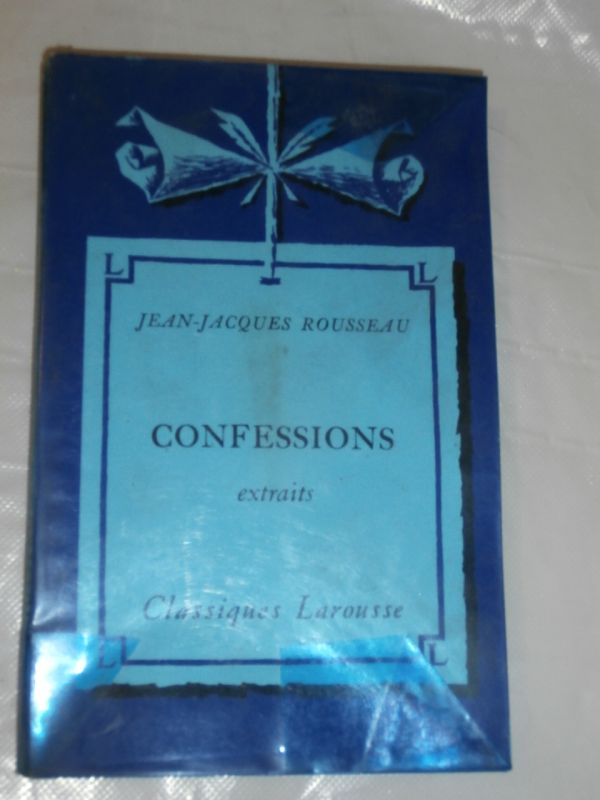 L L
JEAN-JACQUES ROUSSEAU
CONFESSIONS
extraits
Classiques Larousse
L L